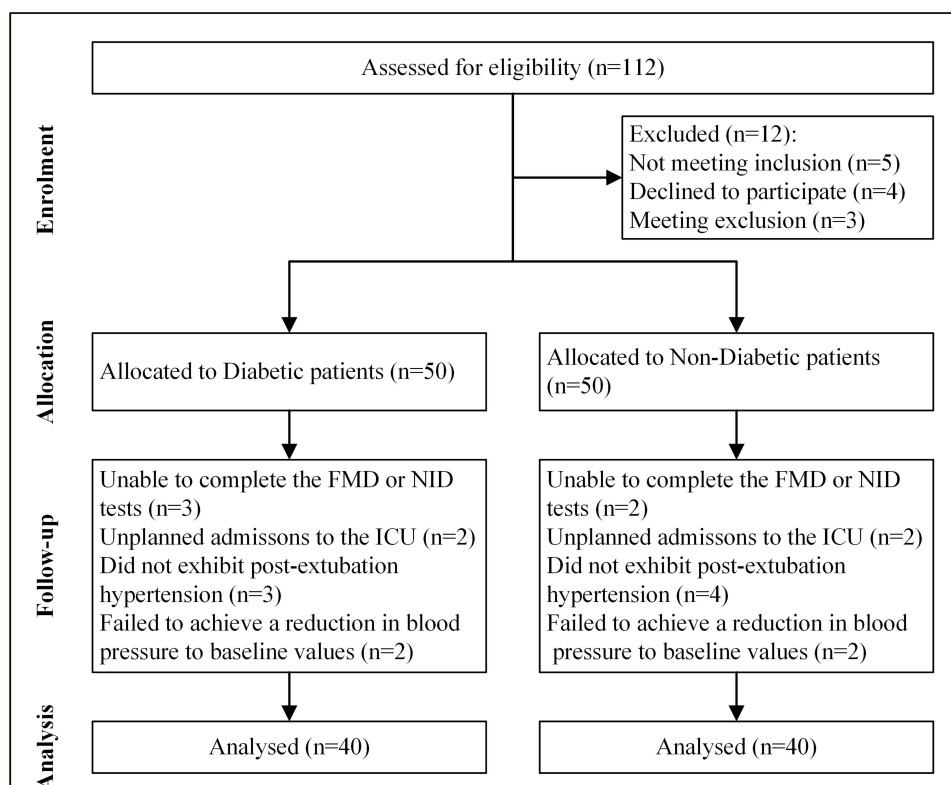 Assessed for eligibility (n=112)
Enrolment
Excluded (n=12):
Not meeting inclusion (n=5)
Declined to participate (n=4)
Meeting exclusion (n=3)
Allocation
Allocated to Diabetic patients (n=50)
Allocated to Non-Diabetic patients
(n=50)
Follow-up
Unable to complete the FMD or NID
tests (n=3)
Unplanned admissons to the ICU (n=2)
Did not exhibit post-extubation
hypertension (n=3)
Failed to achieve a reduction in blood
pressure to baseline values (n=2)
Unable to complete the FMD or NID
tests (n=2)
Unplanned admissons to the ICU (n=2)
Did not exhibit post-extubation
hypertension (n=4)
Failed to achieve a reduction in blood
pressure to baseline values (n=2)
Analysis
Analysed (n=40)
Analysed (n=40)